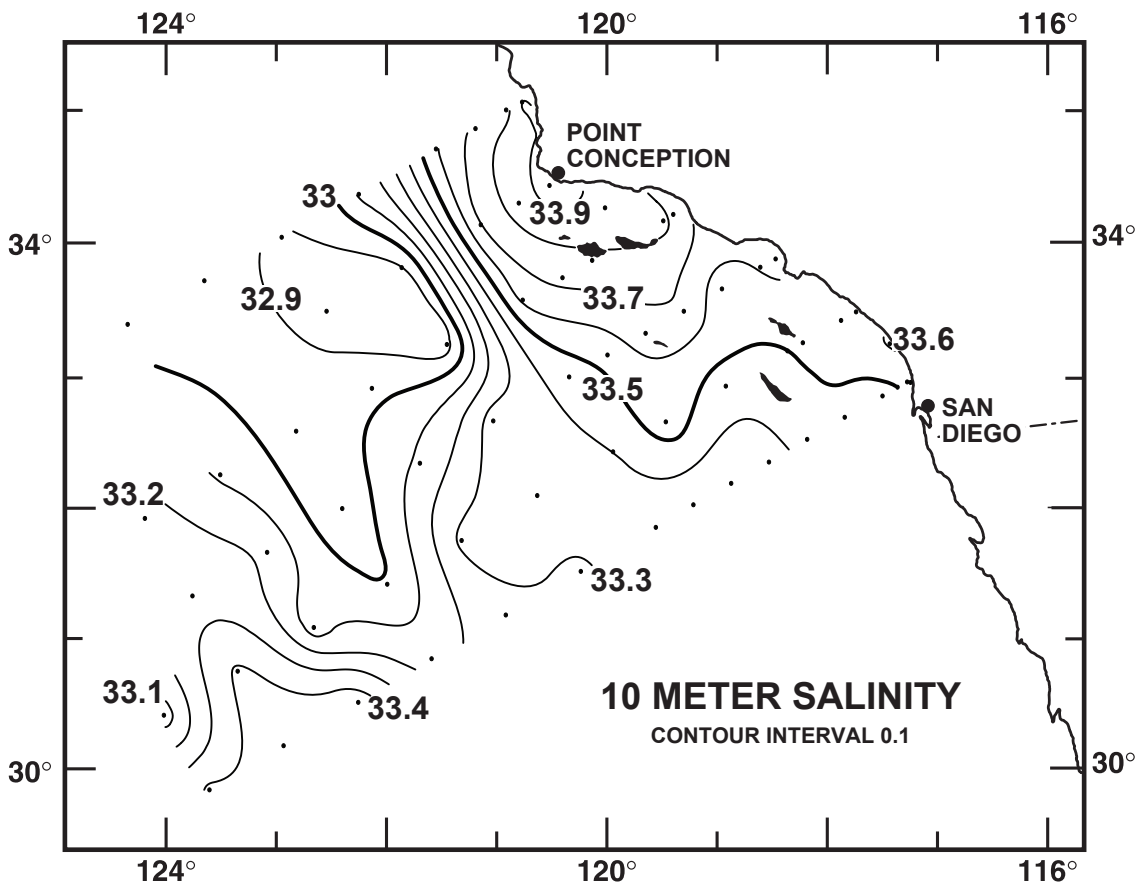 124° 120° 116°
POINT
CONCEPTION
33
33.9
34° 34°
32.9
33.7
33.6
33.5
SAN
DIEGO
33.2
33.3
33.1
33.4
10 METER SALINITY
CONTOUR INTERVAL 0.1
30° 30°
124° 120° 116°